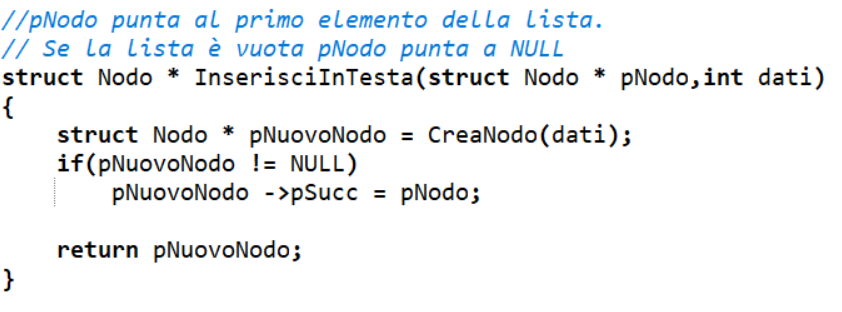 //pNodo punta al primo elemento della lista.
// Se la lista è vuota pNodo punta a NULL
struct Nodo * InserisciInTesta(struct Nodo * pNodo,int dati)
{
    struct Nodo * pNuovoNodo = CreaNodo(dati);
    if(pNuovoNodo != NULL)
        pNuovoNodo ->pSucc = pNodo;

    return pNuovoNodo;
}